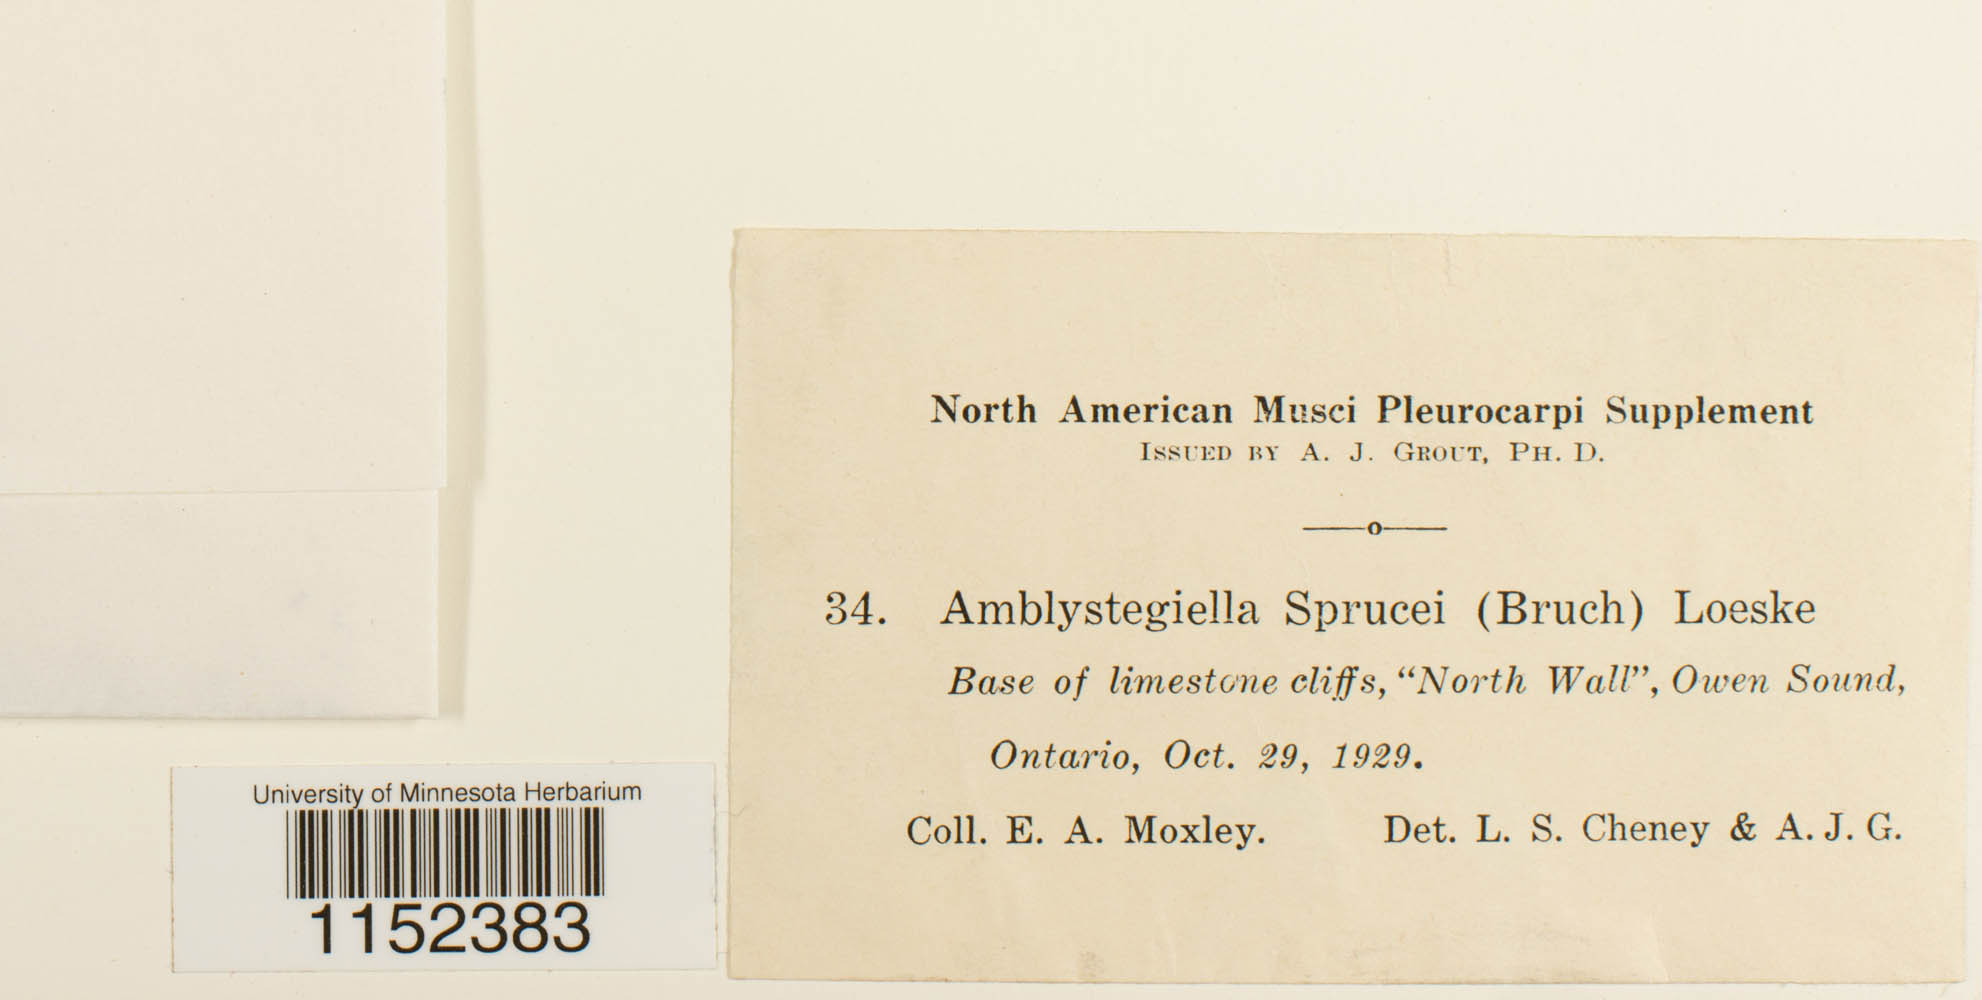 North American Musci Pleurocarpi Supplement
Issued by A. J. Grout, Ph. D.
34. Amblystegiella Sprucei (Bruch) Loeske
Base of limestone cliffs, “North Wall”, Owen Sound,
Ontario, Oct. 29, 1929.
Coll. E. A. Moxley. Det. L. S. Cheney & A. J. G.
University of Minnesota Herbarium
1152383